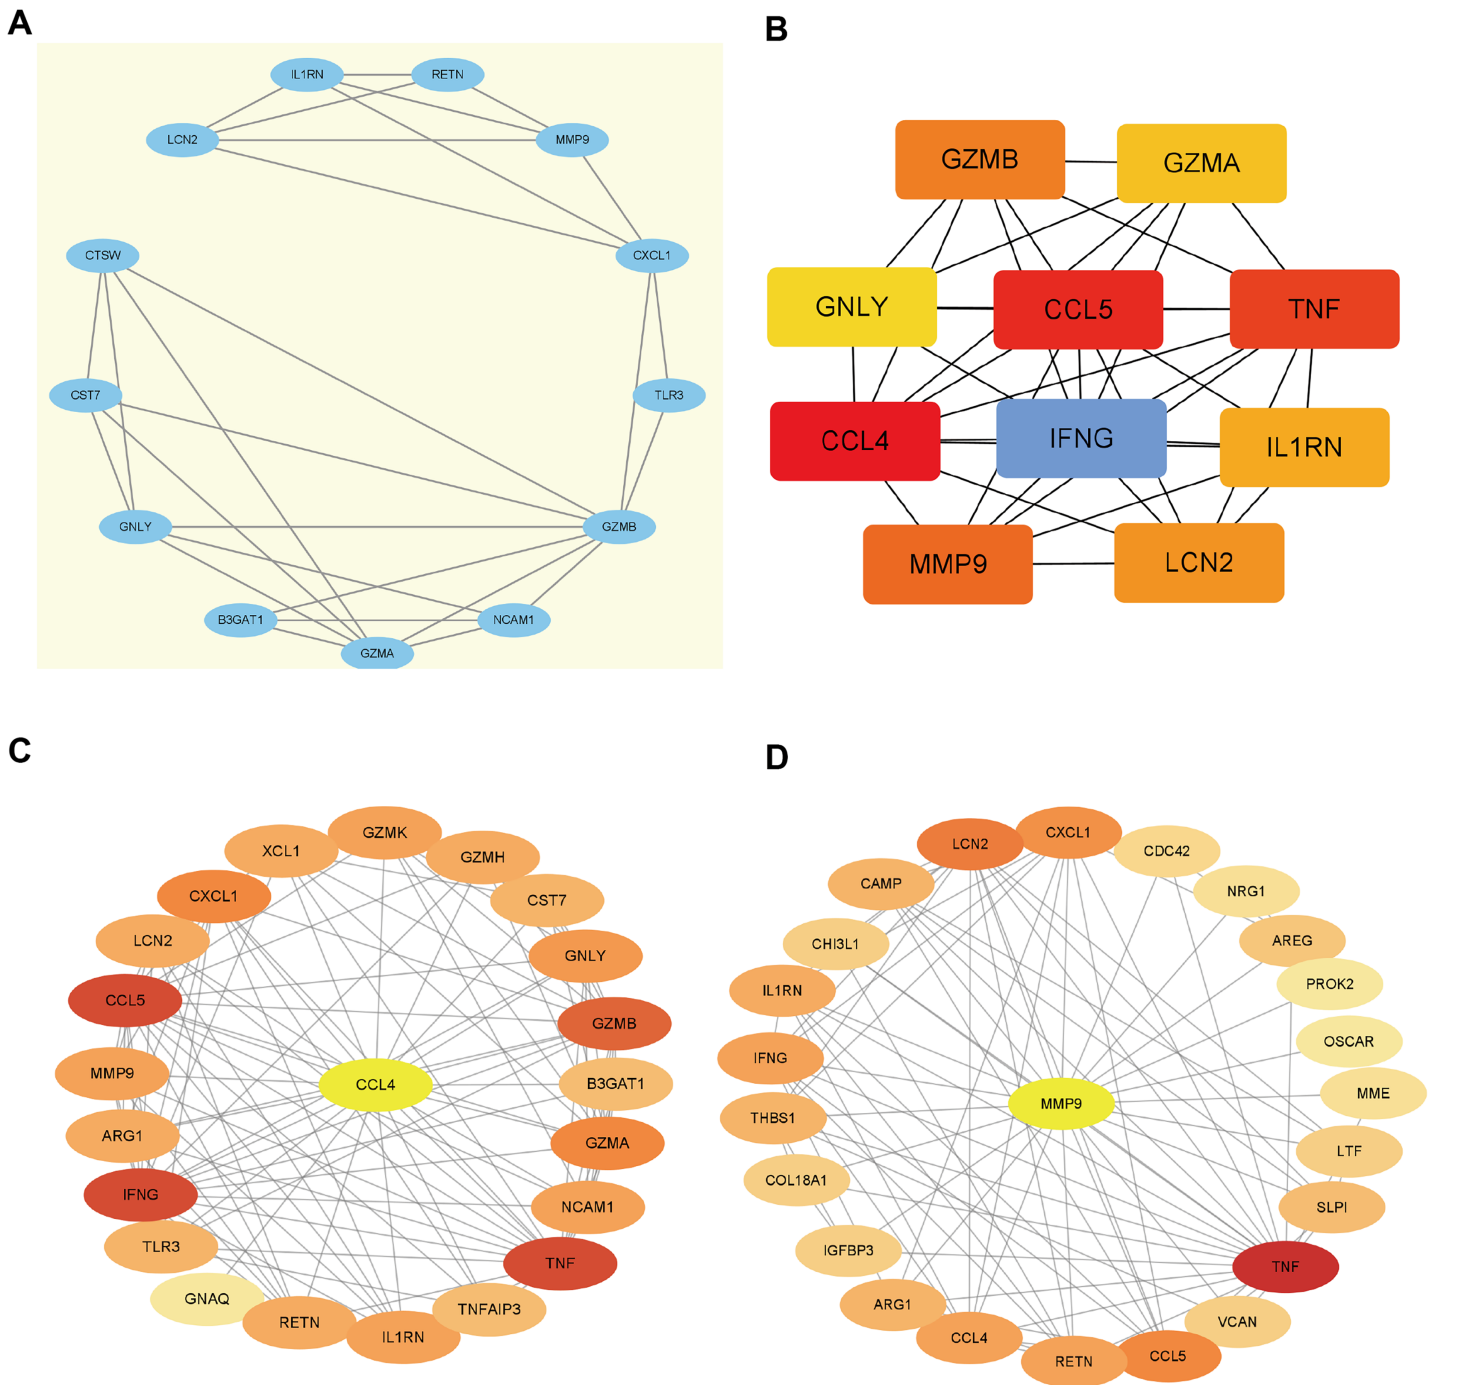 A
IL1RN
RETN
LCN2
MMP9
CTSW
CXCL1
CST7
TLR3
GNLY
GZMB
B3GAT1
NCAM1
GZMA
B
GZMB
GZMA
GNLY
CCL5
TNF
CCL4
IFNG
IL1RN
MMP9
LCN2
C
GZMK
XCL1
GZMH
CXCL1
CST7
LCN2
GNLY
CCL5
GZMB
MMP9
CCL4
B3GAT1
ARG1
GZMA
IFNG
NCAM1
TLR3
TNF
GNAQ
TNFAIP3
RETN
IL1RN
D
CXCL1
LCN2
CDC42
CAMP
NRG1
CHI3L1
AREG
IL1RN
PROK2
OSCAR
IFNG
MME
MMP9
THBS1
LTF
COL18A1
SLPI
IGFBP3
TNF
ARG1
VCAN
CCL4
CCL5
RETN